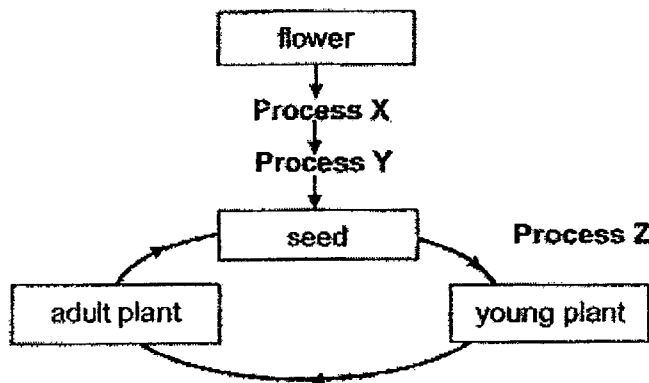 flower
Process X
Process Y
seed
Process Z
adult plant
young plant